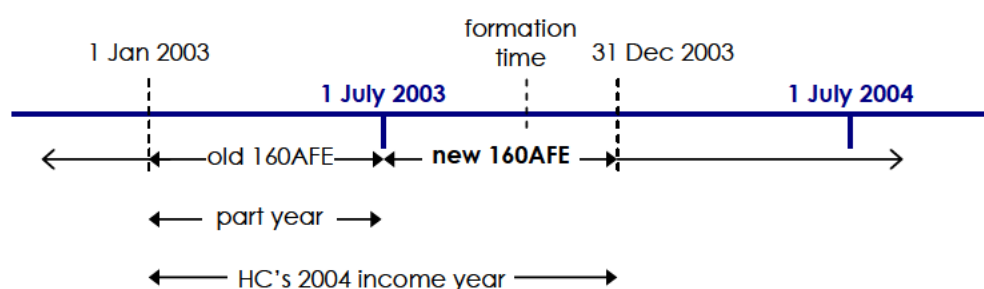 formation
time
1 Jan 2003
31 Dec 2003
1 July 2003
1 July 2004
old 160AFE
new 160AFE
part year
HC's 2004 income year